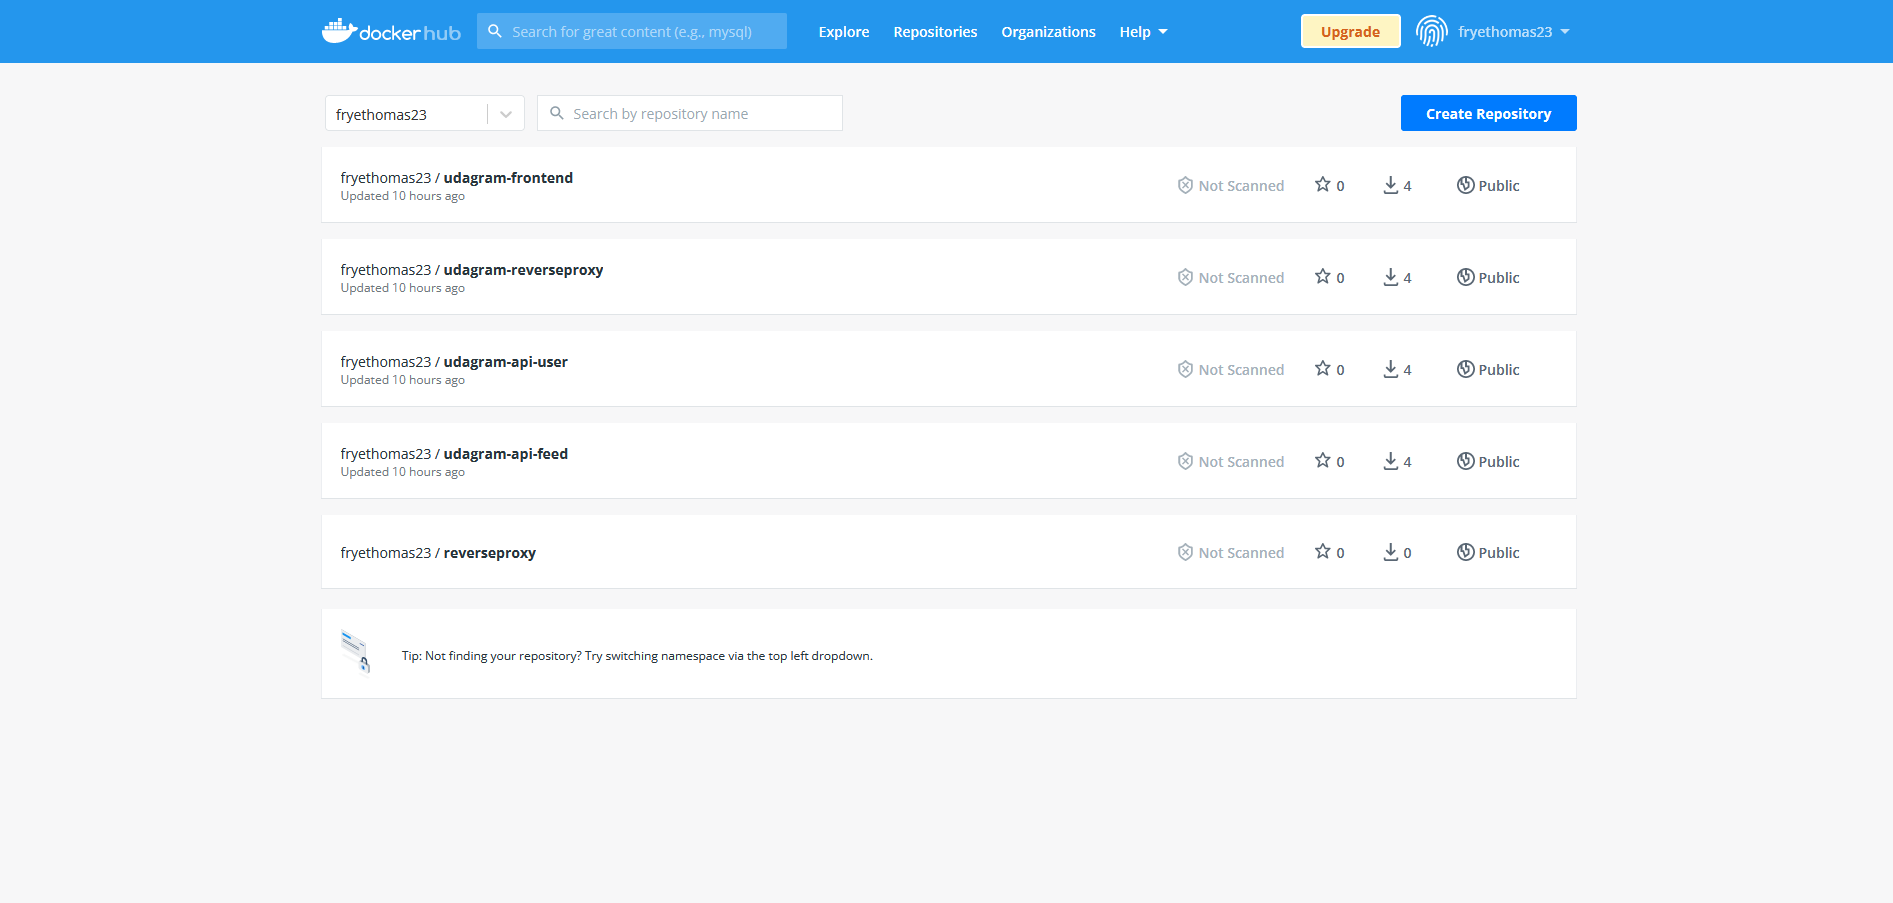 docker hub
Search for great content (e.g., mysql)
Explore
Repositories
Organizations
Help
Upgrade
fryethomas23
fryethomas23
Search by repository name
Create Repository
fryethomas23 / udagram-frontend
Updated 10 hours ago
Not Scanned
0
4
Public
fryethomas23 / udagram-reverseproxy
Updated 10 hours ago
Not Scanned
0
4
Public
fryethomas23 / udagram-api-user
Updated 10 hours ago
Not Scanned
0
4
Public
fryethomas23 / udagram-api-feed
Updated 10 hours ago
Not Scanned
0
4
Public
fryethomas23 / reverseproxy
Not Scanned
0
0
Public
Tip: Not finding your repository? Try switching namespace via the top left dropdown.